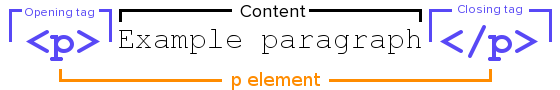 Opening tag Content Closing tag
<p>Example paragraph</p>
p element